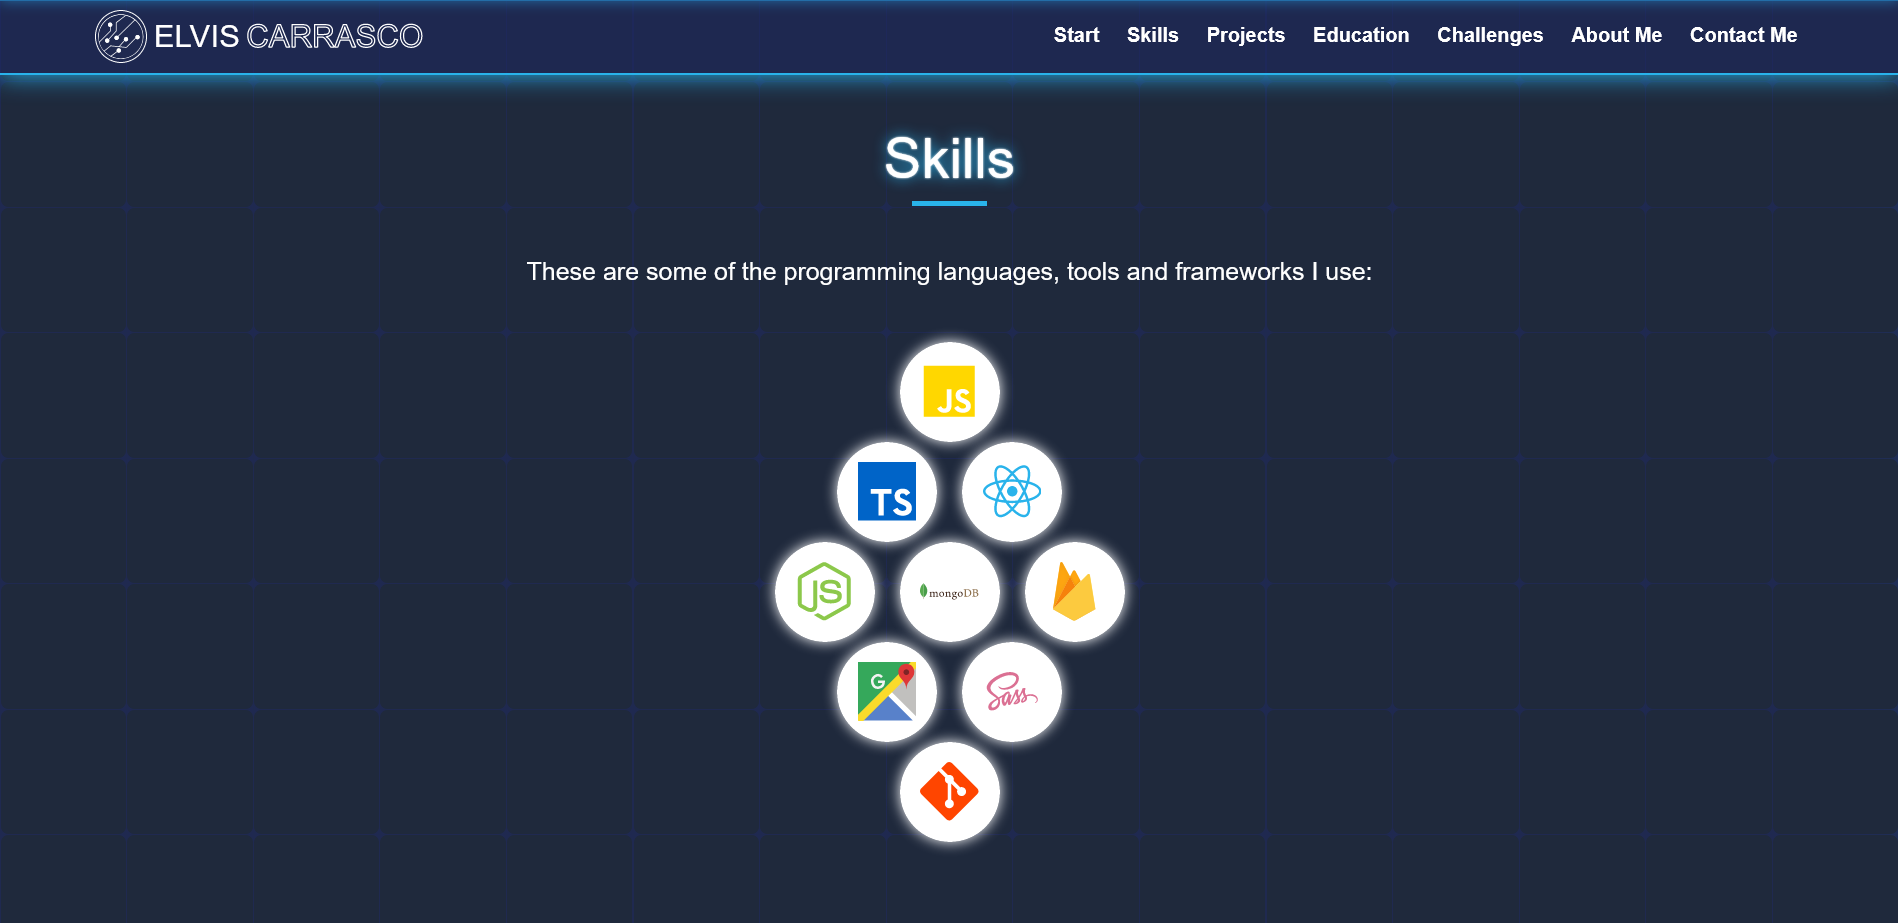 ELVIS CARRASCO
Start Skills Projects Education Challenges About Me Contact Me
Skills
These are some of the programming languages, tools and frameworks I use:
JS
TS
JS mongoDB
G Sass